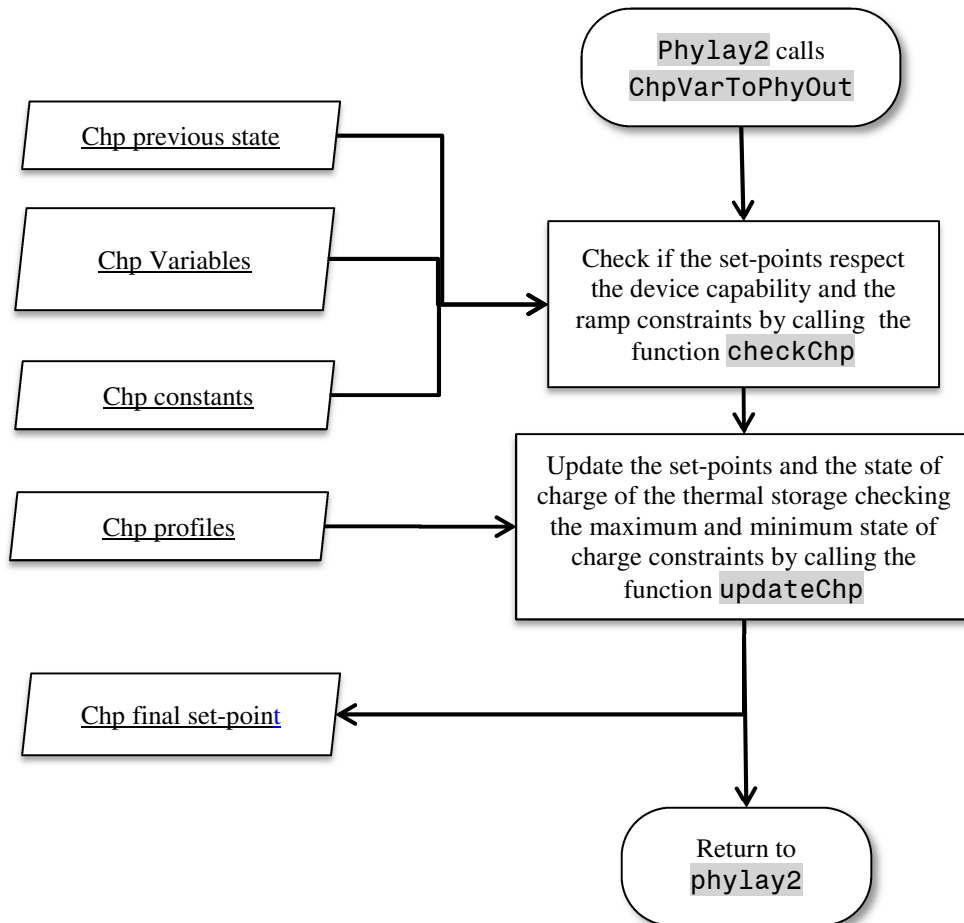 Phylay2 calls
ChpVarToPhyOut
Chp previous state
Chp Variables
Chp constants
Check if the set-points respect
the device capability and the
ramp constraints by calling the
function checkChp
Chp profiles
Update the set-points and the state of
charge of the thermal storage checking
the maximum and minimum state of
charge constraints by calling the
function updateChp
Chp final set-point
Return to
phylay2